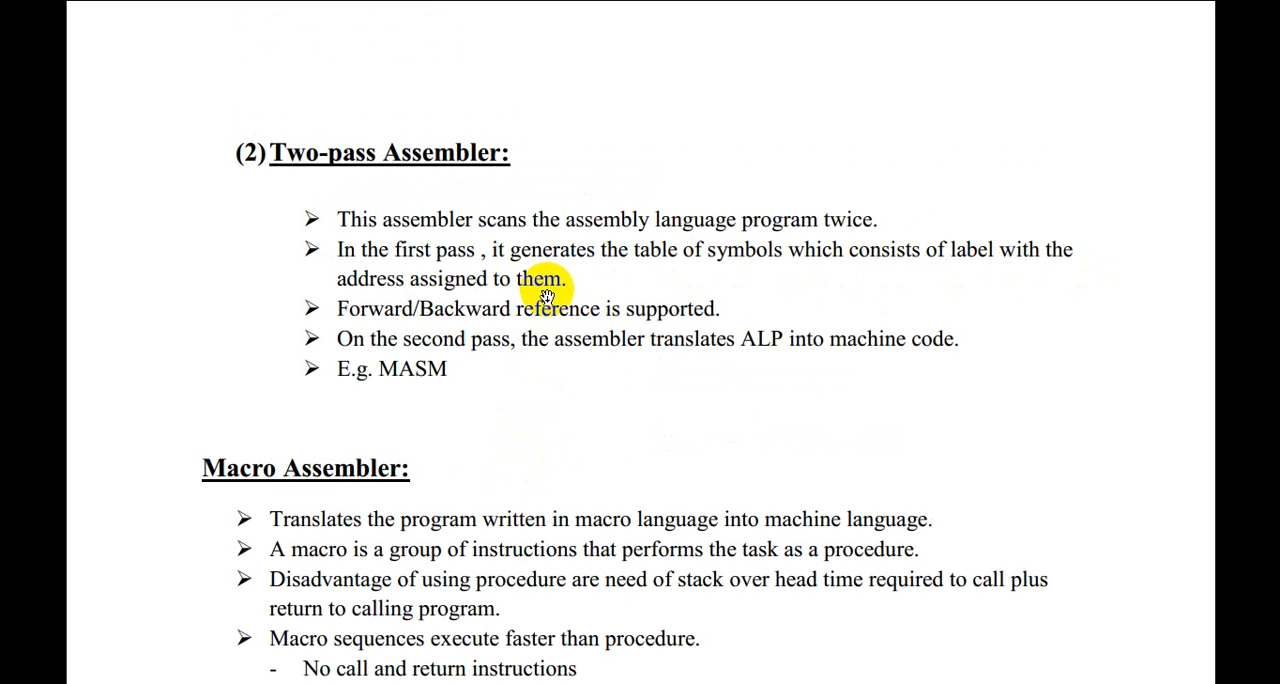 (2) Two-pass Assembler:
➢ This assembler scans the assembly language program twice.
➢ In the first pass , it generates the table of symbols which consists of label with the
address assigned to them.
➢ Forward/Backward reference is supported.
➢ On the second pass, the assembler translates ALP into machine code.
➢ E.g. MASM
Macro Assembler:
➢ Translates the program written in macro language into machine language.
➢ A macro is a group of instructions that performs the task as a procedure.
➢ Disadvantage of using procedure are need of stack over head time required to call plus
return to calling program.
➢ Macro sequences execute faster than procedure.
- No call and return instructions